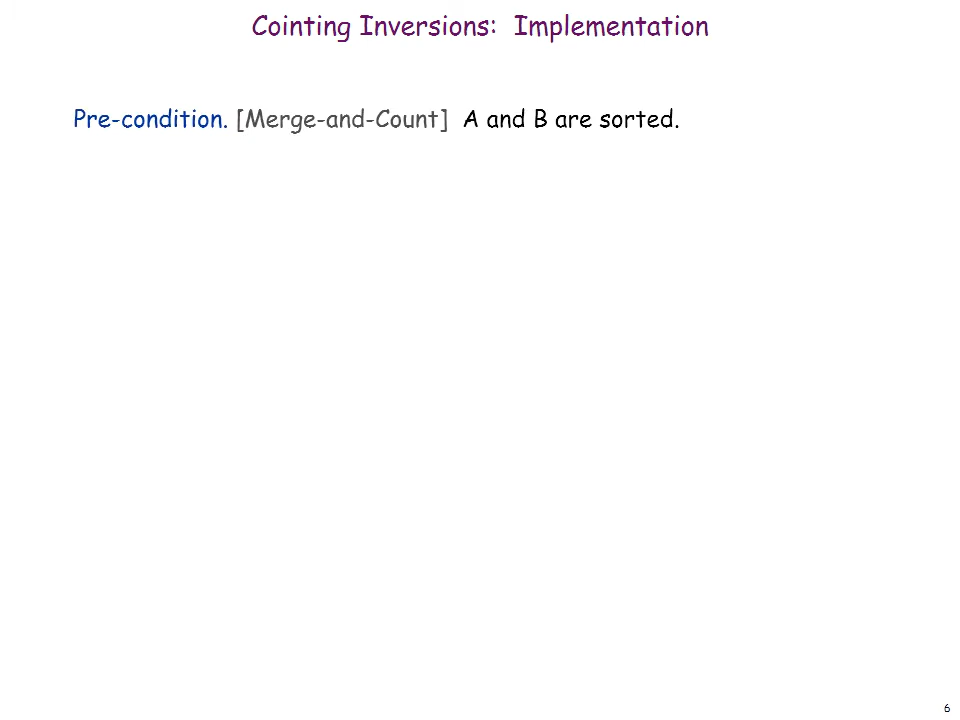 Cointing Inversions: Implementation
Pre-condition. [Merge-and-Count] A and B are sorted.
6